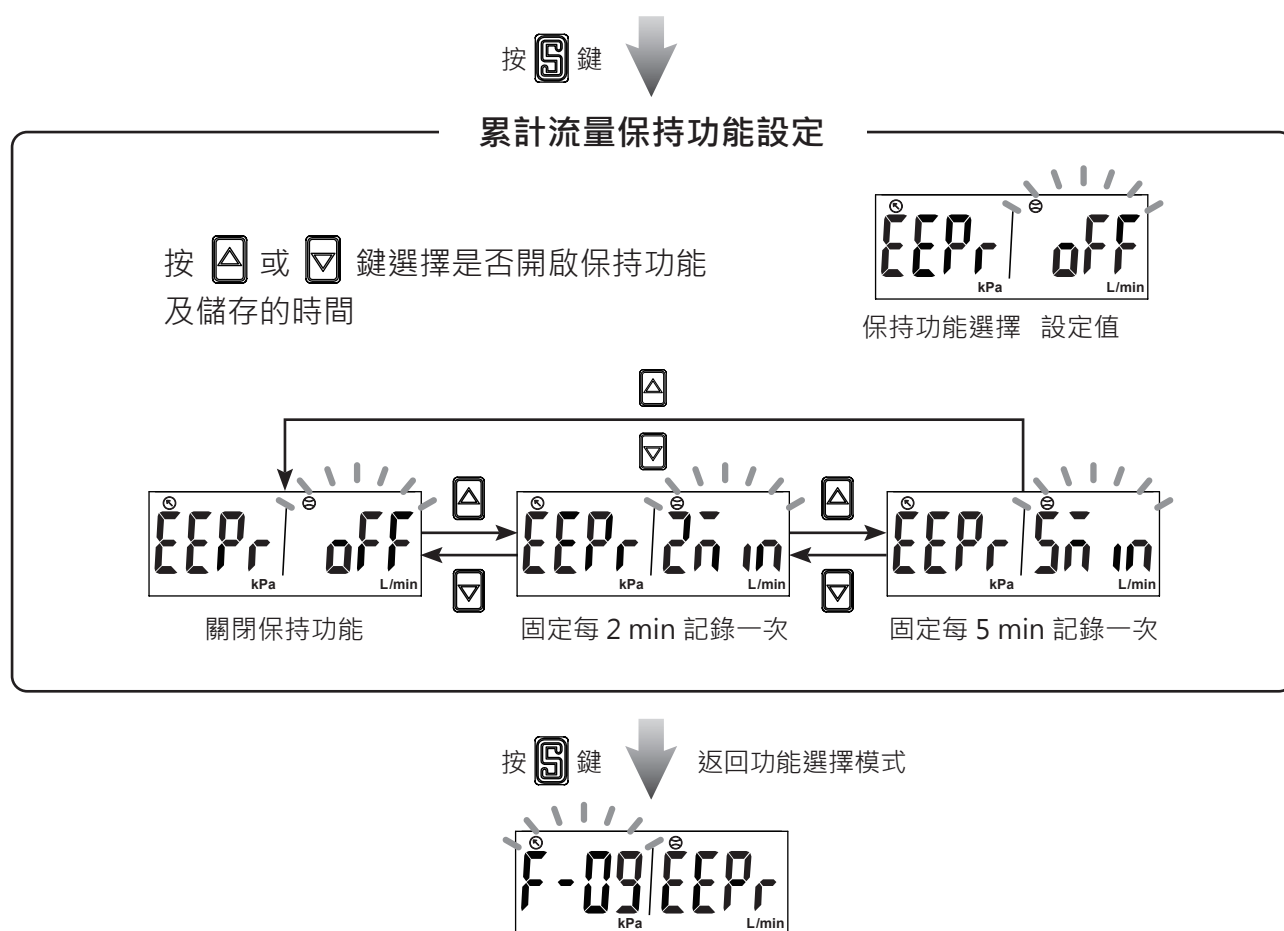 按 S 鍵
累計流量保持功能設定
按 △ 或 ▽ 鍵選擇是否開啟保持功能
及儲存的時間
EEPr oFF
kPa L/min
保持功能選擇 設定值
△
▽
EEPr oFF
kPa L/min
△
▽
EEPr 2min
kPa L/min
△
▽
EEPr 5min
kPa L/min
關閉保持功能
固定每 2 min 記錄一次
固定每 5 min 記錄一次
按 S 鍵 返回功能選擇模式
F-09 EEPr
kPa L/min